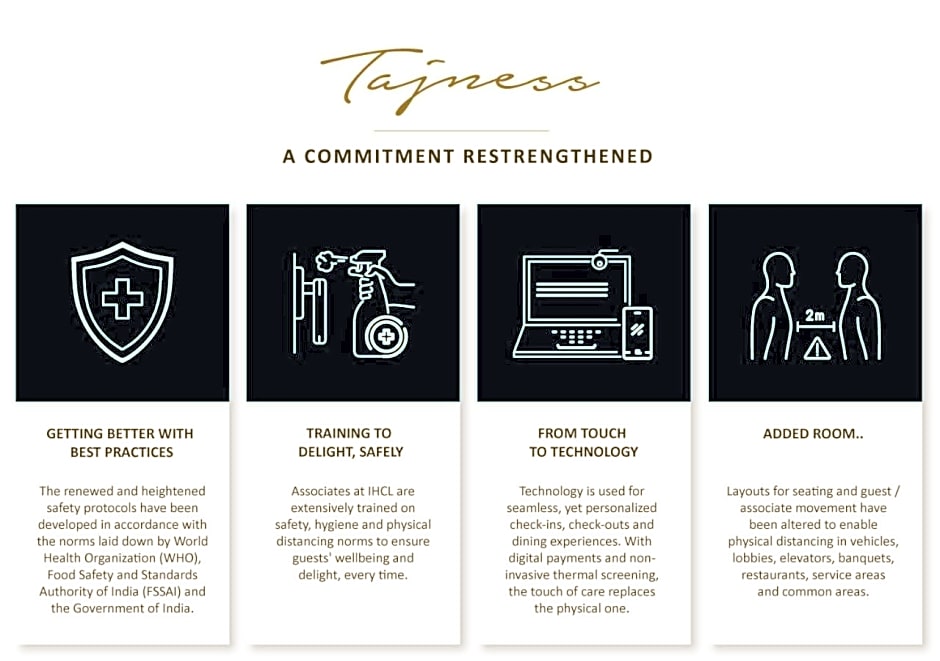 Tajness
A COMMITMENT RESTRENGTHENED
GETTING BETTER WITH
BEST PRACTICES
The renewed and heightened
safety protocols have been
developed in accordance with
the norms laid down by World
Health Organization (WHO),
Food Safety and Standards
Authority of India (FSSAI) and
the Government of India.
TRAINING TO
DELIGHT, SAFELY
Associates at IHCL are
extensively trained on
safety, hygiene and physical
distancing norms to ensure
guests' wellbeing and
delight, every time.
FROM TOUCH
TO TECHNOLOGY
Technology is used for
seamless, yet personalized
check-ins, check-outs and
dining experiences. With
digital payments and non-
invasive thermal screening,
the touch of care replaces
the physical one.
2m
ADDED ROOM..
Layouts for seating and guest /
associate movement have
been altered to enable
physical distancing in vehicles,
lobbies, elevators, banquets,
restaurants, service areas
and common areas.